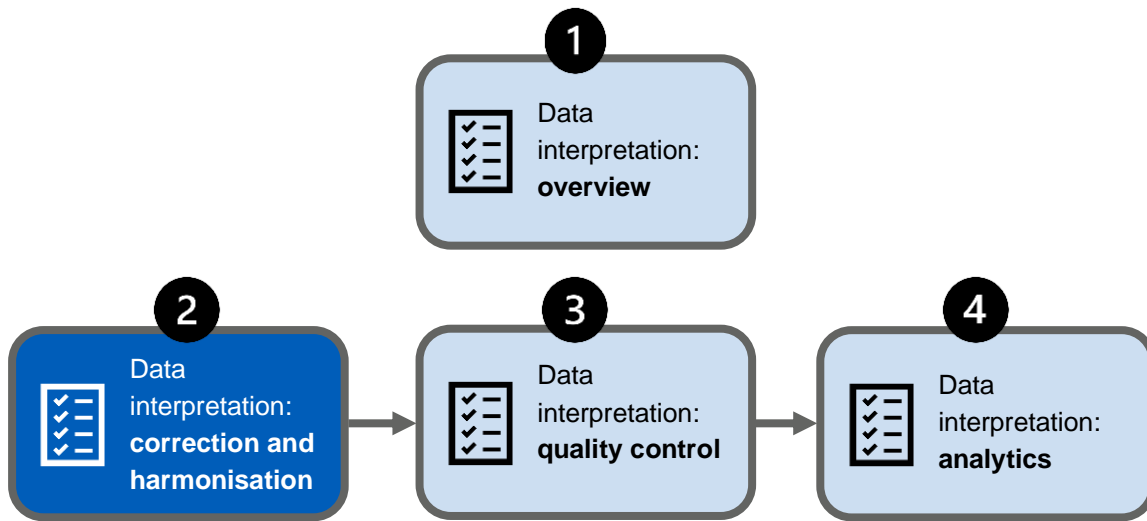 1
Data
interpretation:
overview
2
Data
interpretation:
correction and
harmonisation
3
Data
interpretation:
quality control
4
Data
interpretation:
analytics